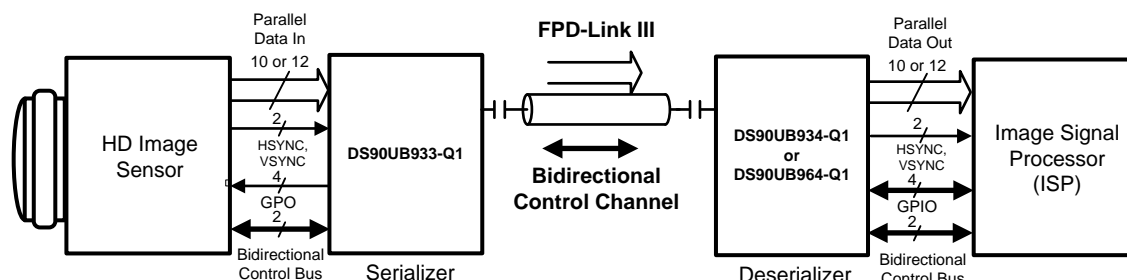 HD Image
Sensor
Parallel
Data In
10 or 12
2
HSYNC,
VSYNC
4
GPO
2
Bidirectional
Control Bus
DS90UB933-Q1
Serializer
FPD-Link III
Bidirectional
Control Channel
DS90UB934-Q1
or
DS90UB964-Q1
Deserializer
Parallel
Data Out
10 or 12
2
HSYNC,
VSYNC
4
GPIO
2
Bidirectional
Control Bus
Image Signal
Processor
(ISP)